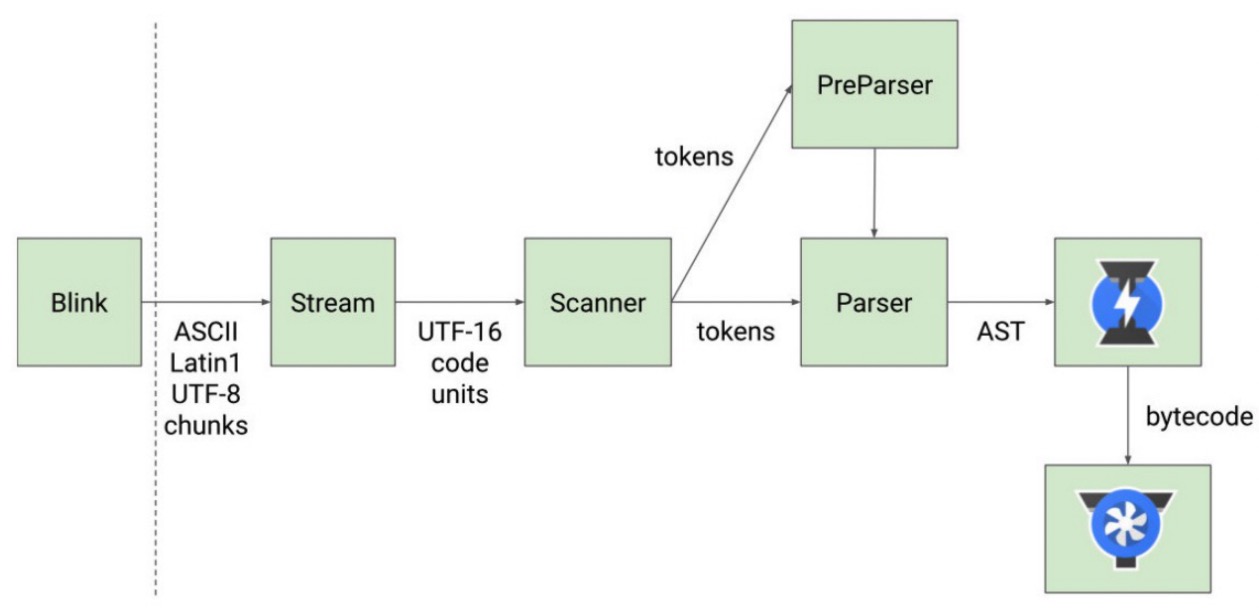 PreParser
tokens
Blink
Stream
Scanner
Parser
ASCII
Latin1
UTF-8
chunks
UTF-16
code
units
tokens
AST
bytecode